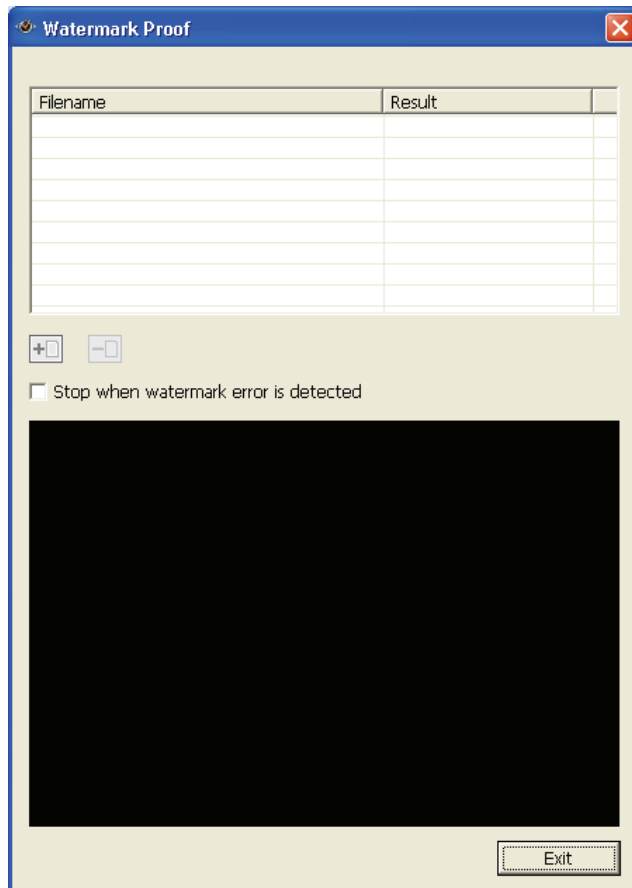 Watermark Proof
Filename Result
Stop when watermark error is detected
Exit